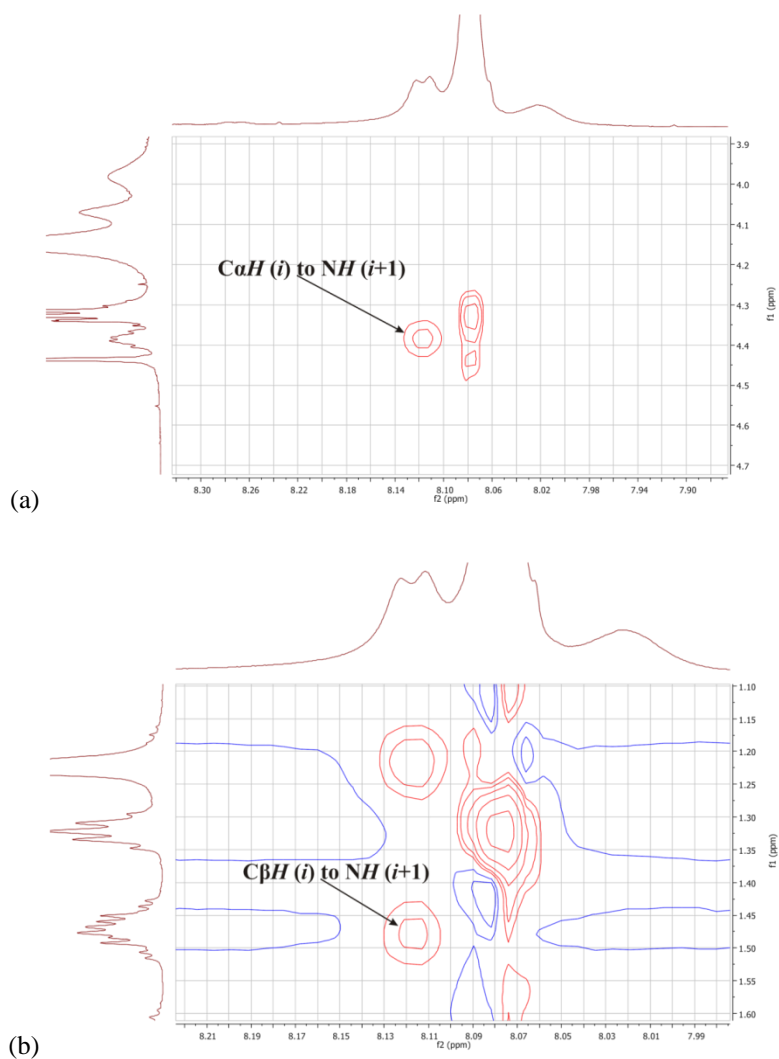 3.9
4.0
4.1
CαH (i) to NH (i+1)
4.2
4.3
4.4
4.5
4.6
4.7
f1 (ppm)
8.30 8.26 8.22 8.18 8.14 8.10 8.06 8.02 7.98 7.94 7.90
f2 (ppm)
(a)
1.10
1.15
1.20
1.25
1.30
1.35
CβH (i) to NH (i+1)
1.40
1.45
1.50
1.55
1.60
f1 (ppm)
8.21 8.19 8.17 8.15 8.13 8.11 8.09 8.07 8.05 8.03 8.01 7.99
f2 (ppm)
(b)